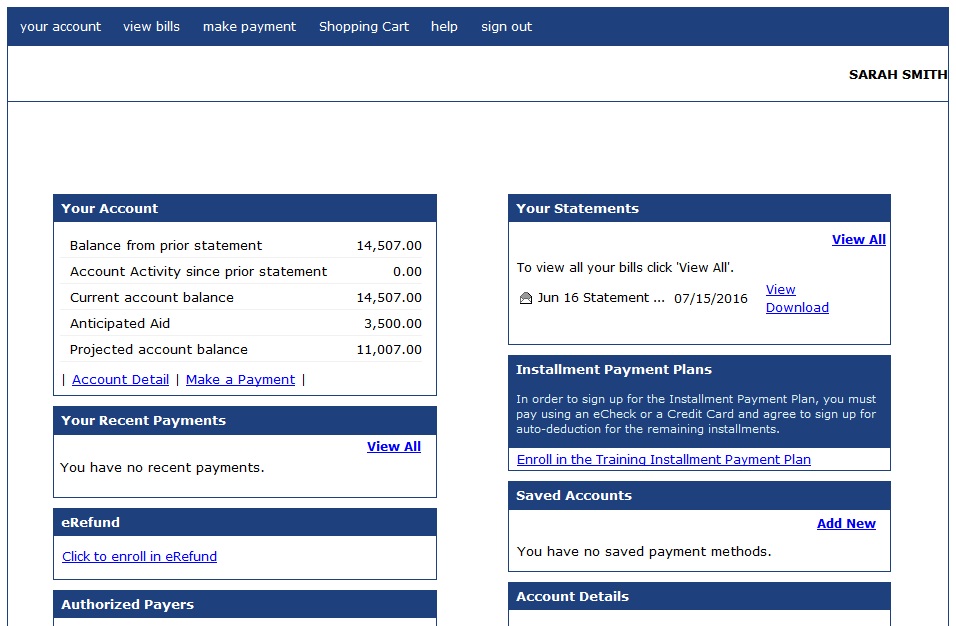 your account view bills make payment Shopping Cart help sign out
SARAH SMITH
Your Account
Balance from prior statement 14,507.00
Account Activity since prior statement 0.00
Current account balance 14,507.00
Anticipated Aid 3,500.00
Projected account balance 11,007.00
| Account Detail | Make a Payment |
Your Recent Payments
View All
You have no recent payments.
eRefund
Click to enroll in eRefund
Authorized Payers
Your Statements
View All
To view all your bills click 'View All'.
Jun 16 Statement ... 07/15/2016 View
Download
Installment Payment Plans
In order to sign up for the Installment Payment Plan, you must
pay using an eCheck or a Credit Card and agree to sign up for
auto-deduction for the remaining installments.
Enroll in the Training Installment Payment Plan
Saved Accounts
Add New
You have no saved payment methods.
Account Details